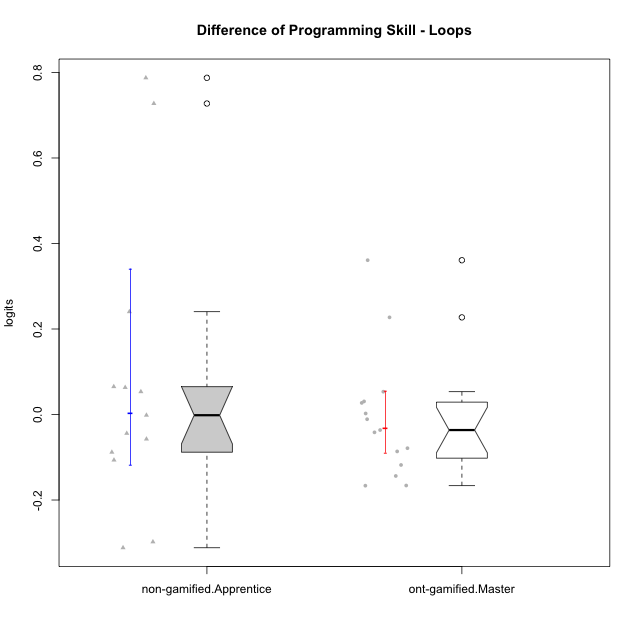 Difference of Programming Skill - Loops
logits
0.8
0.6
0.4
0.2
0.0
-0.2
non-gamified.Apprentice
ont-gamified.Master